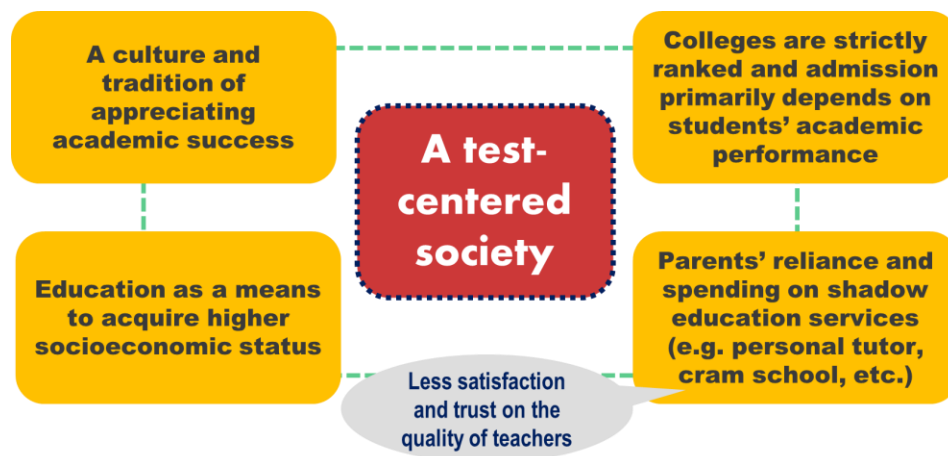 A culture and
tradition of
appreciating
academic success
Colleges are strictly
ranked and admission
primarily depends on
students’ academic
performance
A test-
centered
society
Education as a means
to acquire higher
socioeconomic status
Parents’ reliance and
spending on shadow
education services
(e.g. personal tutor,
cram school, etc.)
Less satisfaction
and trust on the
quality of teachers